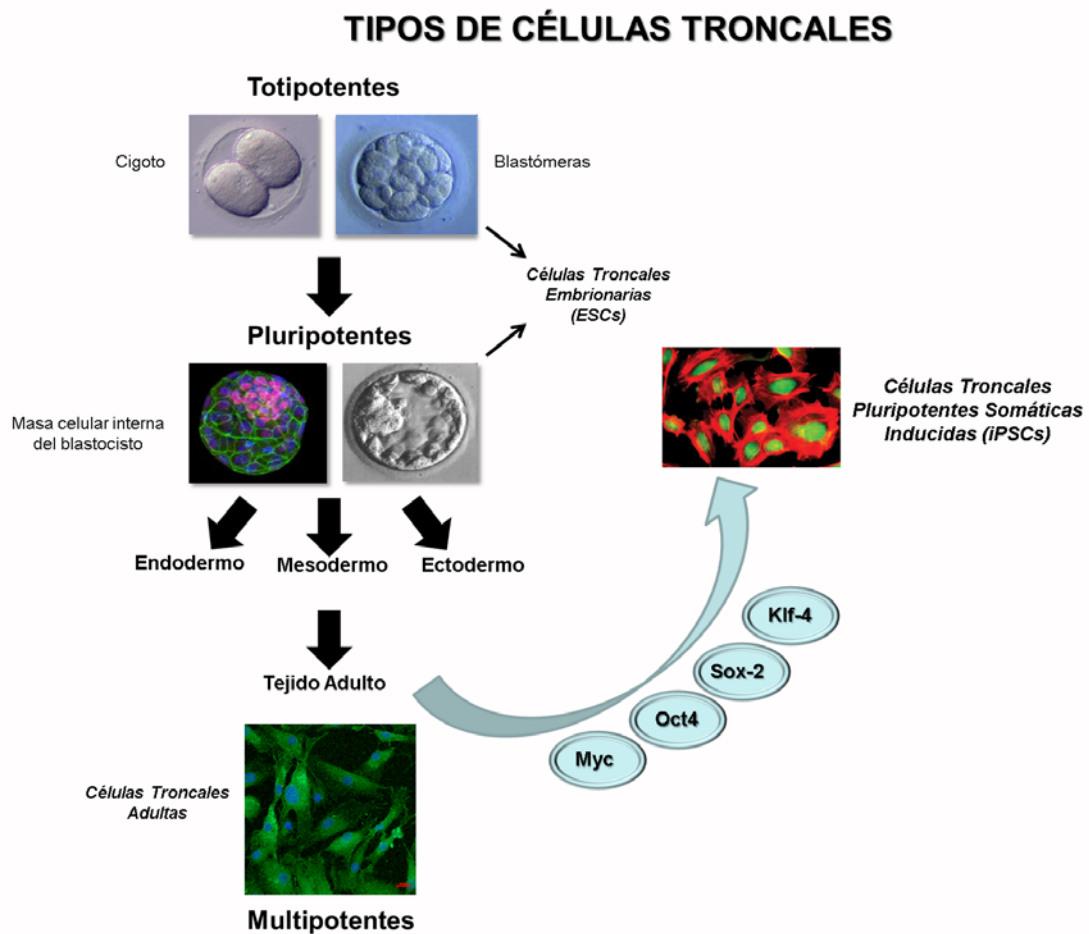 TIPOS DE CÉLULAS TRONCALES
Totipotentes
Cigoto
Blastómeras
Células Troncales
Embrionarias
(ESCs)
Pluripotentes
Masa celular interna
del blastocisto
Células Troncales
Pluripotentes Somáticas
Inducidas (iPSCs)
Endodermo
Mesodermo
Ectodermo
Klf-4
Sox-2
Oct4
Myc
Tejido Adulto
Células Troncales
Adultas
Multipotentes